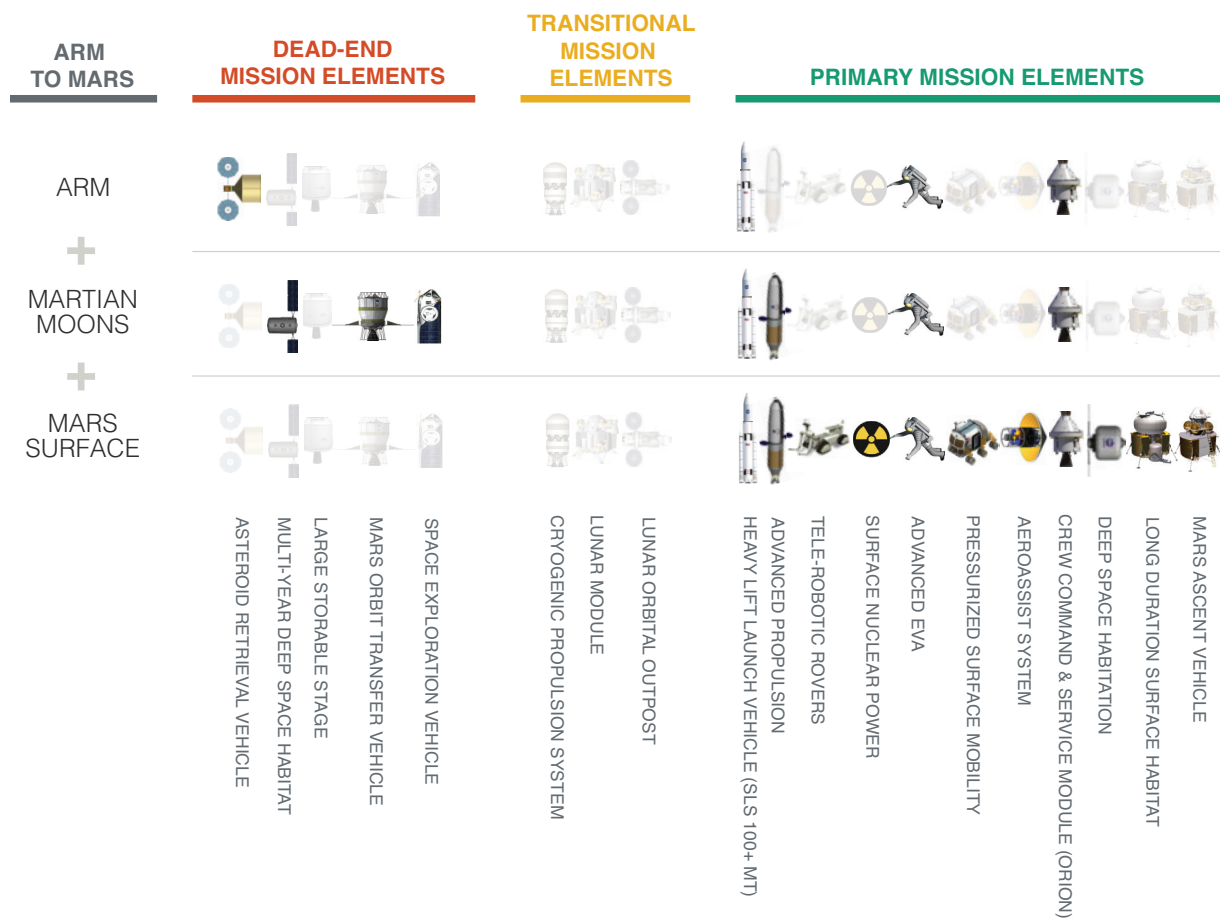 ARM
TO MARS
DEAD-END
MISSION ELEMENTS
TRANSITIONAL
MISSION
ELEMENTS
PRIMARY MISSION ELEMENTS
ARM
+
MARTIAN
MOONS
+
MARS
SURFACE
ASTEROID RETRIEVAL VEHICLE
MULTI-YEAR DEEP SPACE HABITAT
LARGE STORABLE STAGE
MARS ORBIT TRANSFER VEHICLE
SPACE EXPLORATION VEHICLE
CRYOGENIC PROPULSION SYSTEM
LUNAR MODULE
LUNAR ORBITAL OUTPOST
HEAVY LIFT LAUNCH VEHICLE (SLS 100+ MT)
ADVANCED PROPULSION
TELE-ROBOTIC ROVERS
SURFACE NUCLEAR POWER
ADVANCED EVA
PRESSURIZED SURFACE MOBILITY
AEROASSIST SYSTEM
CREW COMMAND & SERVICE MODULE (ORION)
DEEP SPACE HABITATION
LONG DURATION SURFACE HABITAT
MARS ASCENT VEHICLE